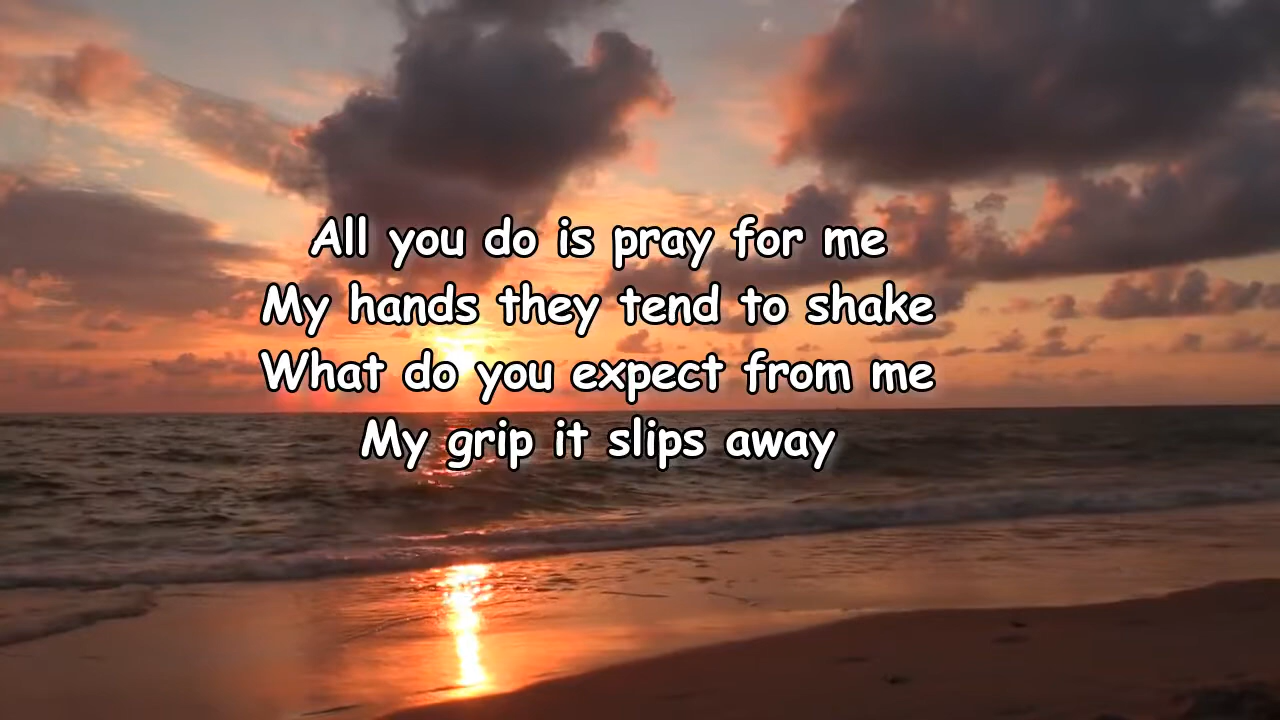 All you do is pray for me
My hands they tend to shake
What do you expect from me
My grip it slips away